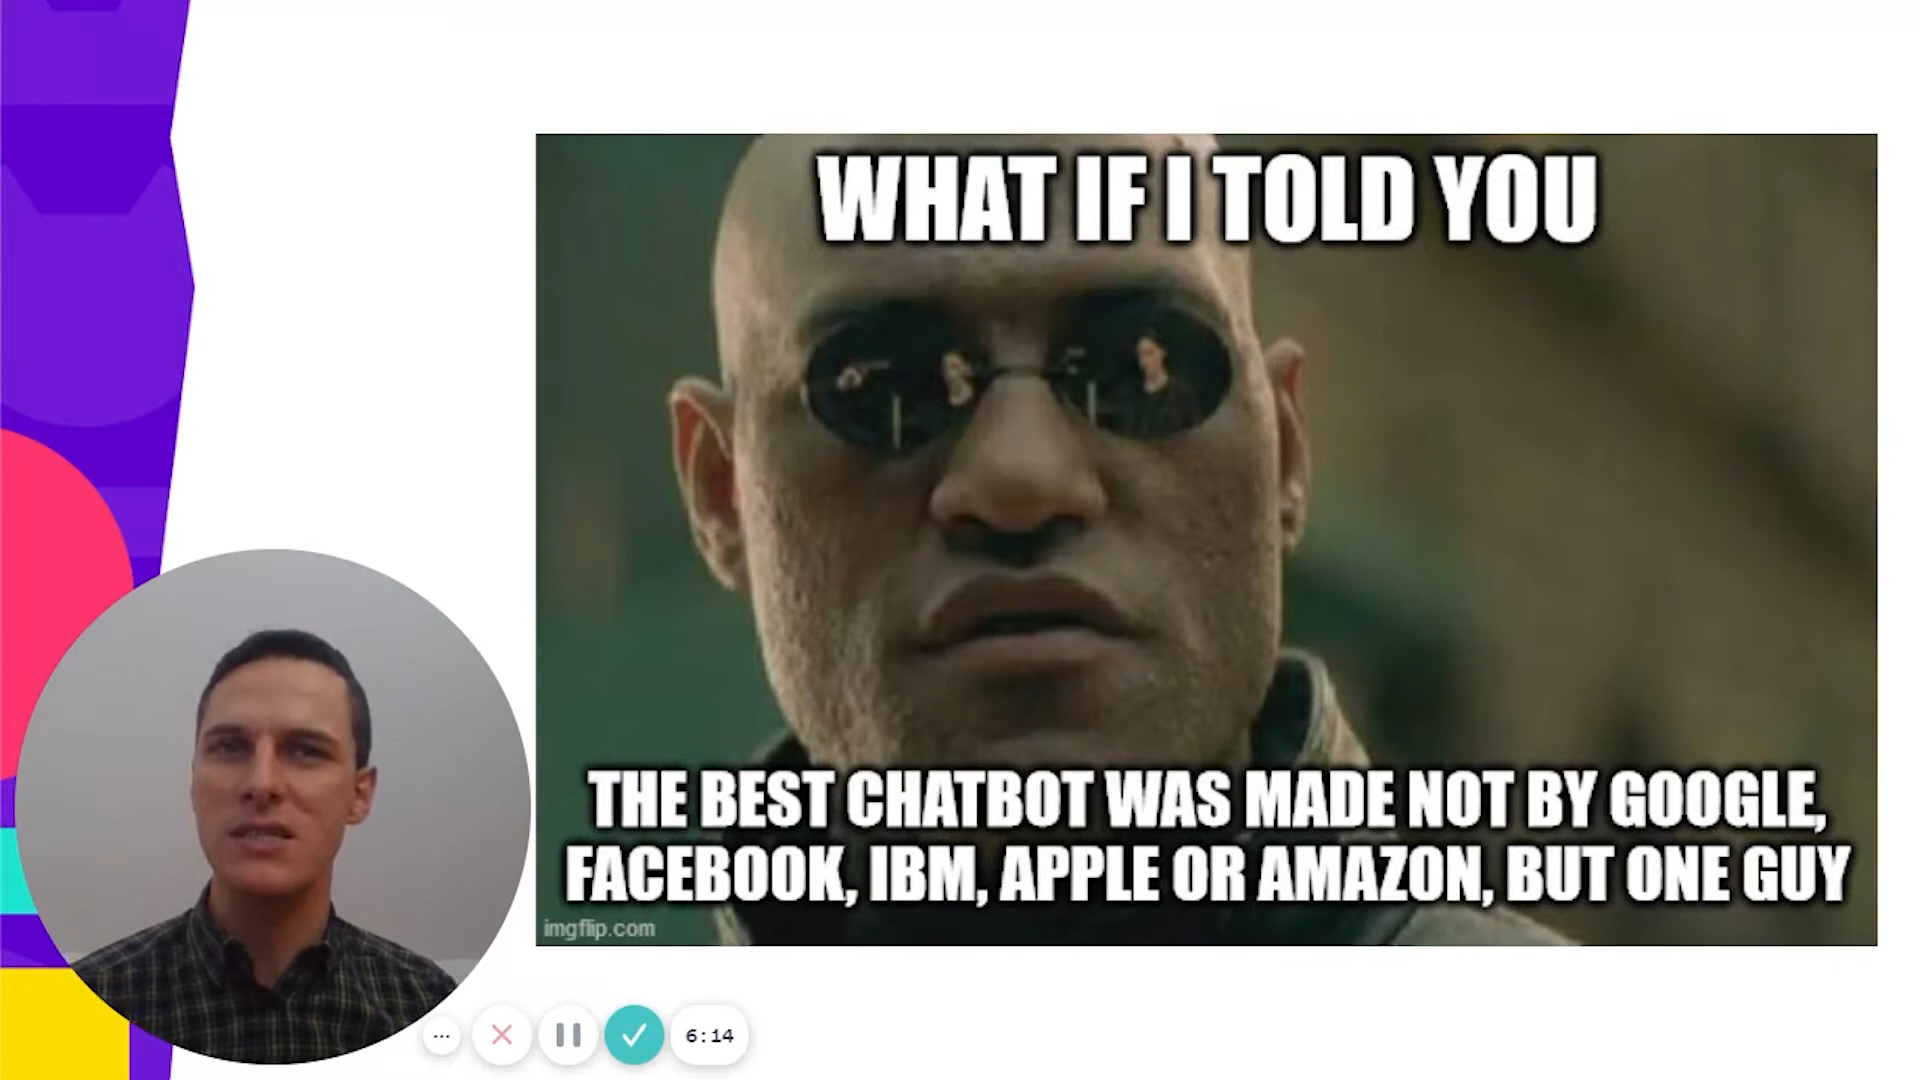 WHAT IF I TOLD YOU
THE BEST CHATBOT WAS MADE NOT BY GOOGLE,
FACEBOOK, IBM, APPLE OR AMAZON, BUT ONE GUY
imgflip.com
6:14